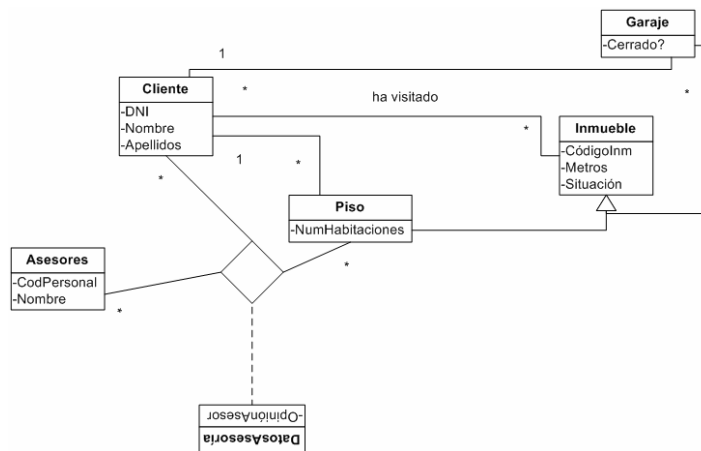 Garaje
-Cerrado?
1
*
Cliente
-DNI
-Nombre
-Apellidos
*
ha visitado
*
Inmueble
-CódigoInm
-Metros
-Situación
1
*
*
Piso
-NumHabitaciones
*
Asesores
-CodPersonal
-Nombre
*
-OpiniónAsesor
DatosAsesoría